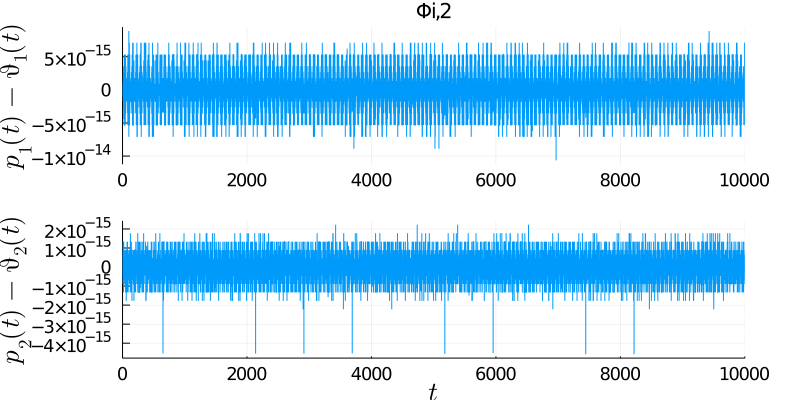 Φi,2
p₁(t) − ϑ₁(t)
5×10⁻¹⁵
0
−5×10⁻¹⁵
−1×10⁻¹⁴
0 2000 4000 6000 8000 10000
p₂(t) − ϑ₂(t)
2×10⁻¹⁵
1×10⁻¹⁵
0
−1×10⁻¹⁵
−2×10⁻¹⁵
−3×10⁻¹⁵
−4×10⁻¹⁵
0 2000 4000 6000 8000 10000
t